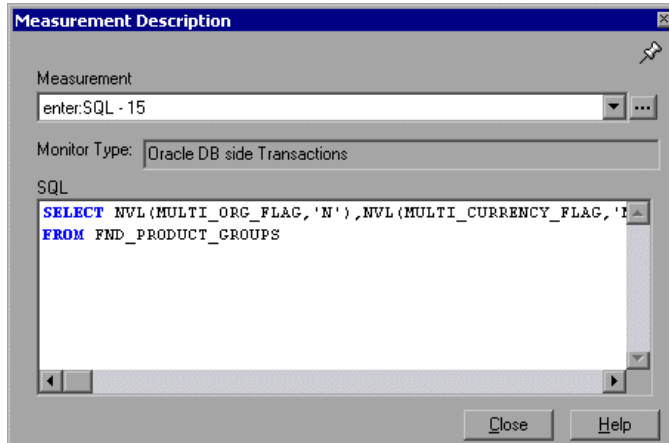 Measurement Description
Measurement
enter:SQL - 15
Monitor Type: Oracle DB side Transactions
SQL
SELECT NVL(MULTI_ORG_FLAG,'N'),NVL(MULTI_CURRENCY_FLAG,'
FROM FND_PRODUCT_GROUPS
Close Help